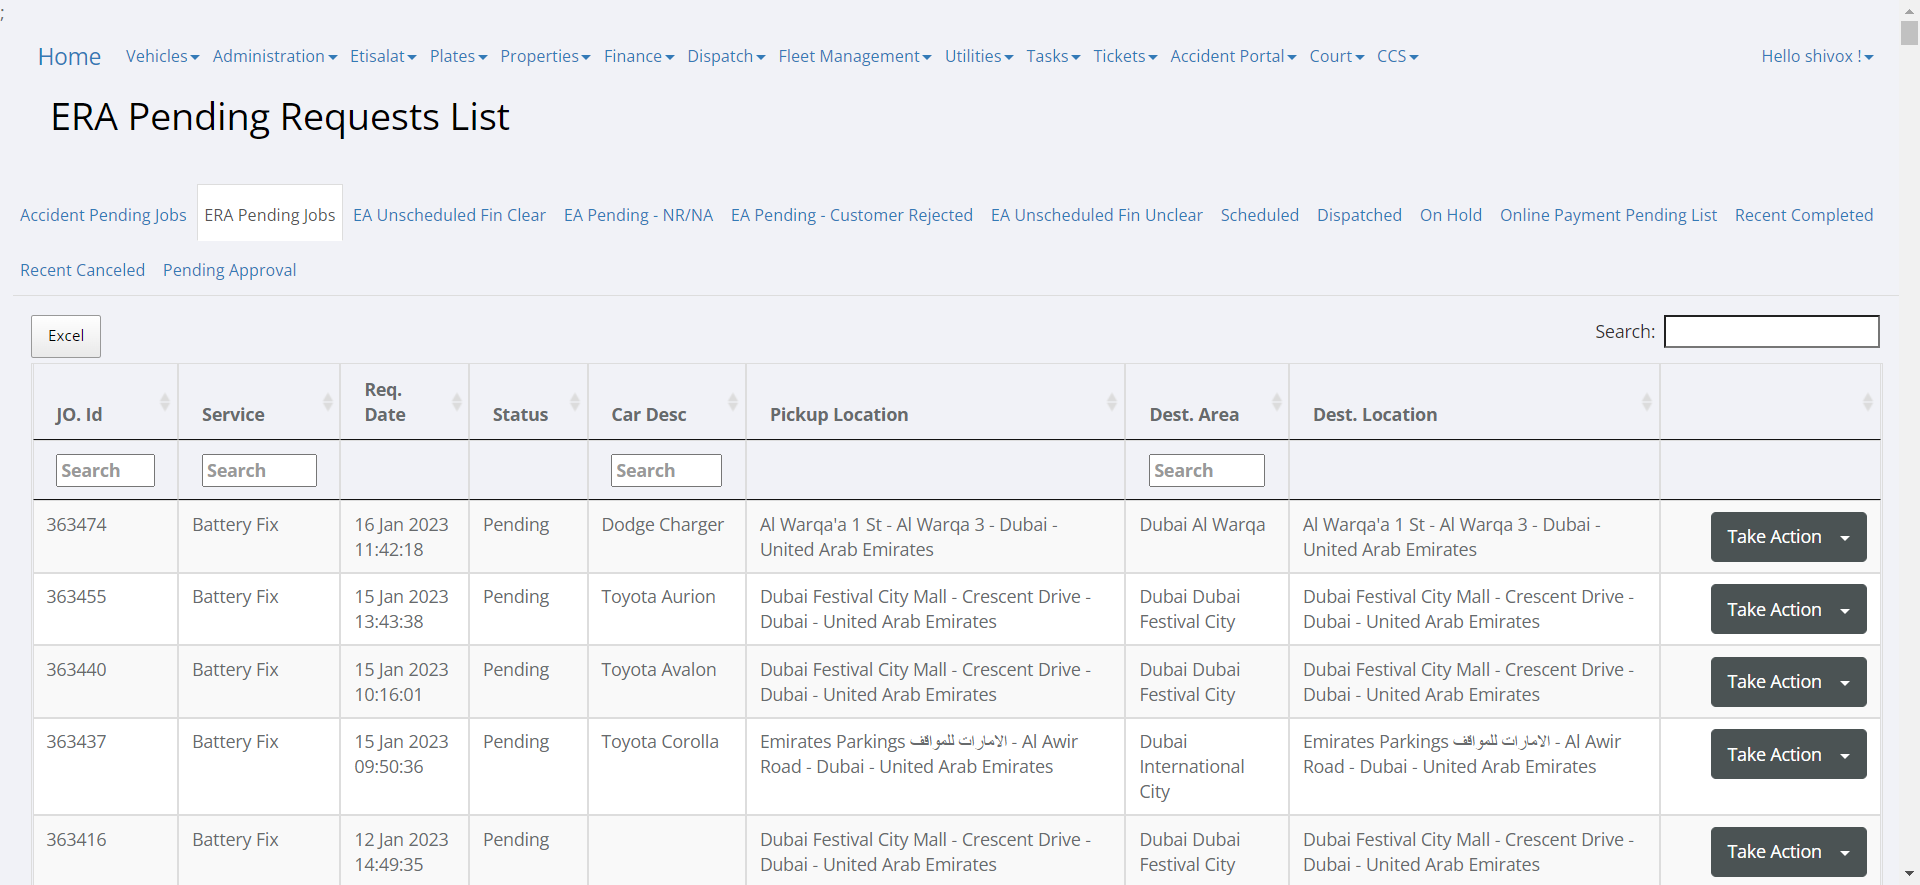 ;
Home Vehicles Administration Etisalat Plates Properties Finance Dispatch Fleet Management Utilities Tasks Tickets Accident Portal Court CCS Hello shivox !
ERA Pending Requests List
Accident Pending Jobs ERA Pending Jobs EA Unscheduled Fin Clear EA Pending - NR/NA EA Pending - Customer Rejected EA Unscheduled Fin Unclear Scheduled Dispatched On Hold Online Payment Pending List Recent Completed
Recent Canceled Pending Approval
Excel Search:
Req.
JO. Id Service Date Status Car Desc Pickup Location Dest. Area Dest. Location
Search Search Search Search
363474 Battery Fix 16 Jan 2023 Pending Dodge Charger Al Warqa'a 1 St - Al Warqa 3 - Dubai - Dubai Al Warqa Al Warqa'a 1 St - Al Warqa 3 - Dubai - Take Action
11:42:18 United Arab Emirates United Arab Emirates
363455 Battery Fix 15 Jan 2023 Pending Toyota Aurion Dubai Festival City Mall - Crescent Drive - Dubai Dubai Dubai Festival City Mall - Crescent Drive - Take Action
13:43:38 Dubai - United Arab Emirates Festival City Dubai - United Arab Emirates
363440 Battery Fix 15 Jan 2023 Pending Toyota Avalon Dubai Festival City Mall - Crescent Drive - Dubai Dubai Dubai Festival City Mall - Crescent Drive - Take Action
10:16:01 Dubai - United Arab Emirates Festival City Dubai - United Arab Emirates
363437 Battery Fix 15 Jan 2023 Pending Toyota Corolla Emirates Parkings الامارات للمواقف - Al Awir Dubai Emirates Parkings الامارات للمواقف - Al Awir Take Action
09:50:36 Road - Dubai - United Arab Emirates International Road - Dubai - United Arab Emirates
City
363416 Battery Fix 12 Jan 2023 Pending Dubai Festival City Mall - Crescent Drive - Dubai Dubai Dubai Festival City Mall - Crescent Drive - Take Action
14:49:35 Dubai - United Arab Emirates Festival City Dubai - United Arab Emirates